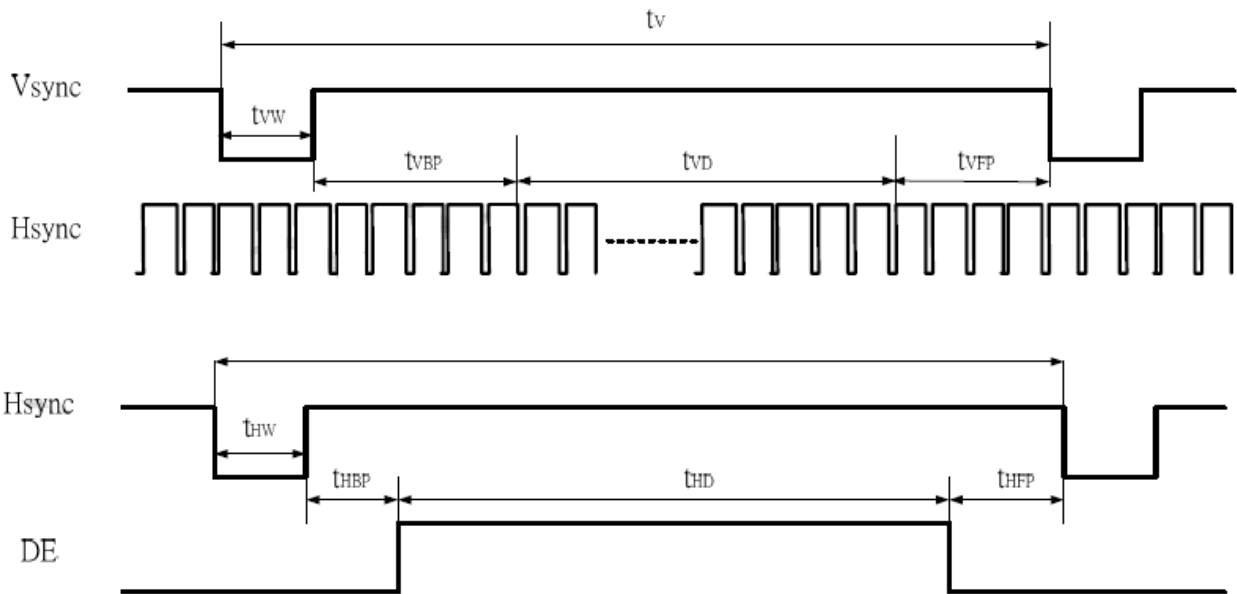 tV
Vsync
tVW
tVBP tVD tVFP
Hsync
Hsync
tHW
tHBP tHD tHFP
DE